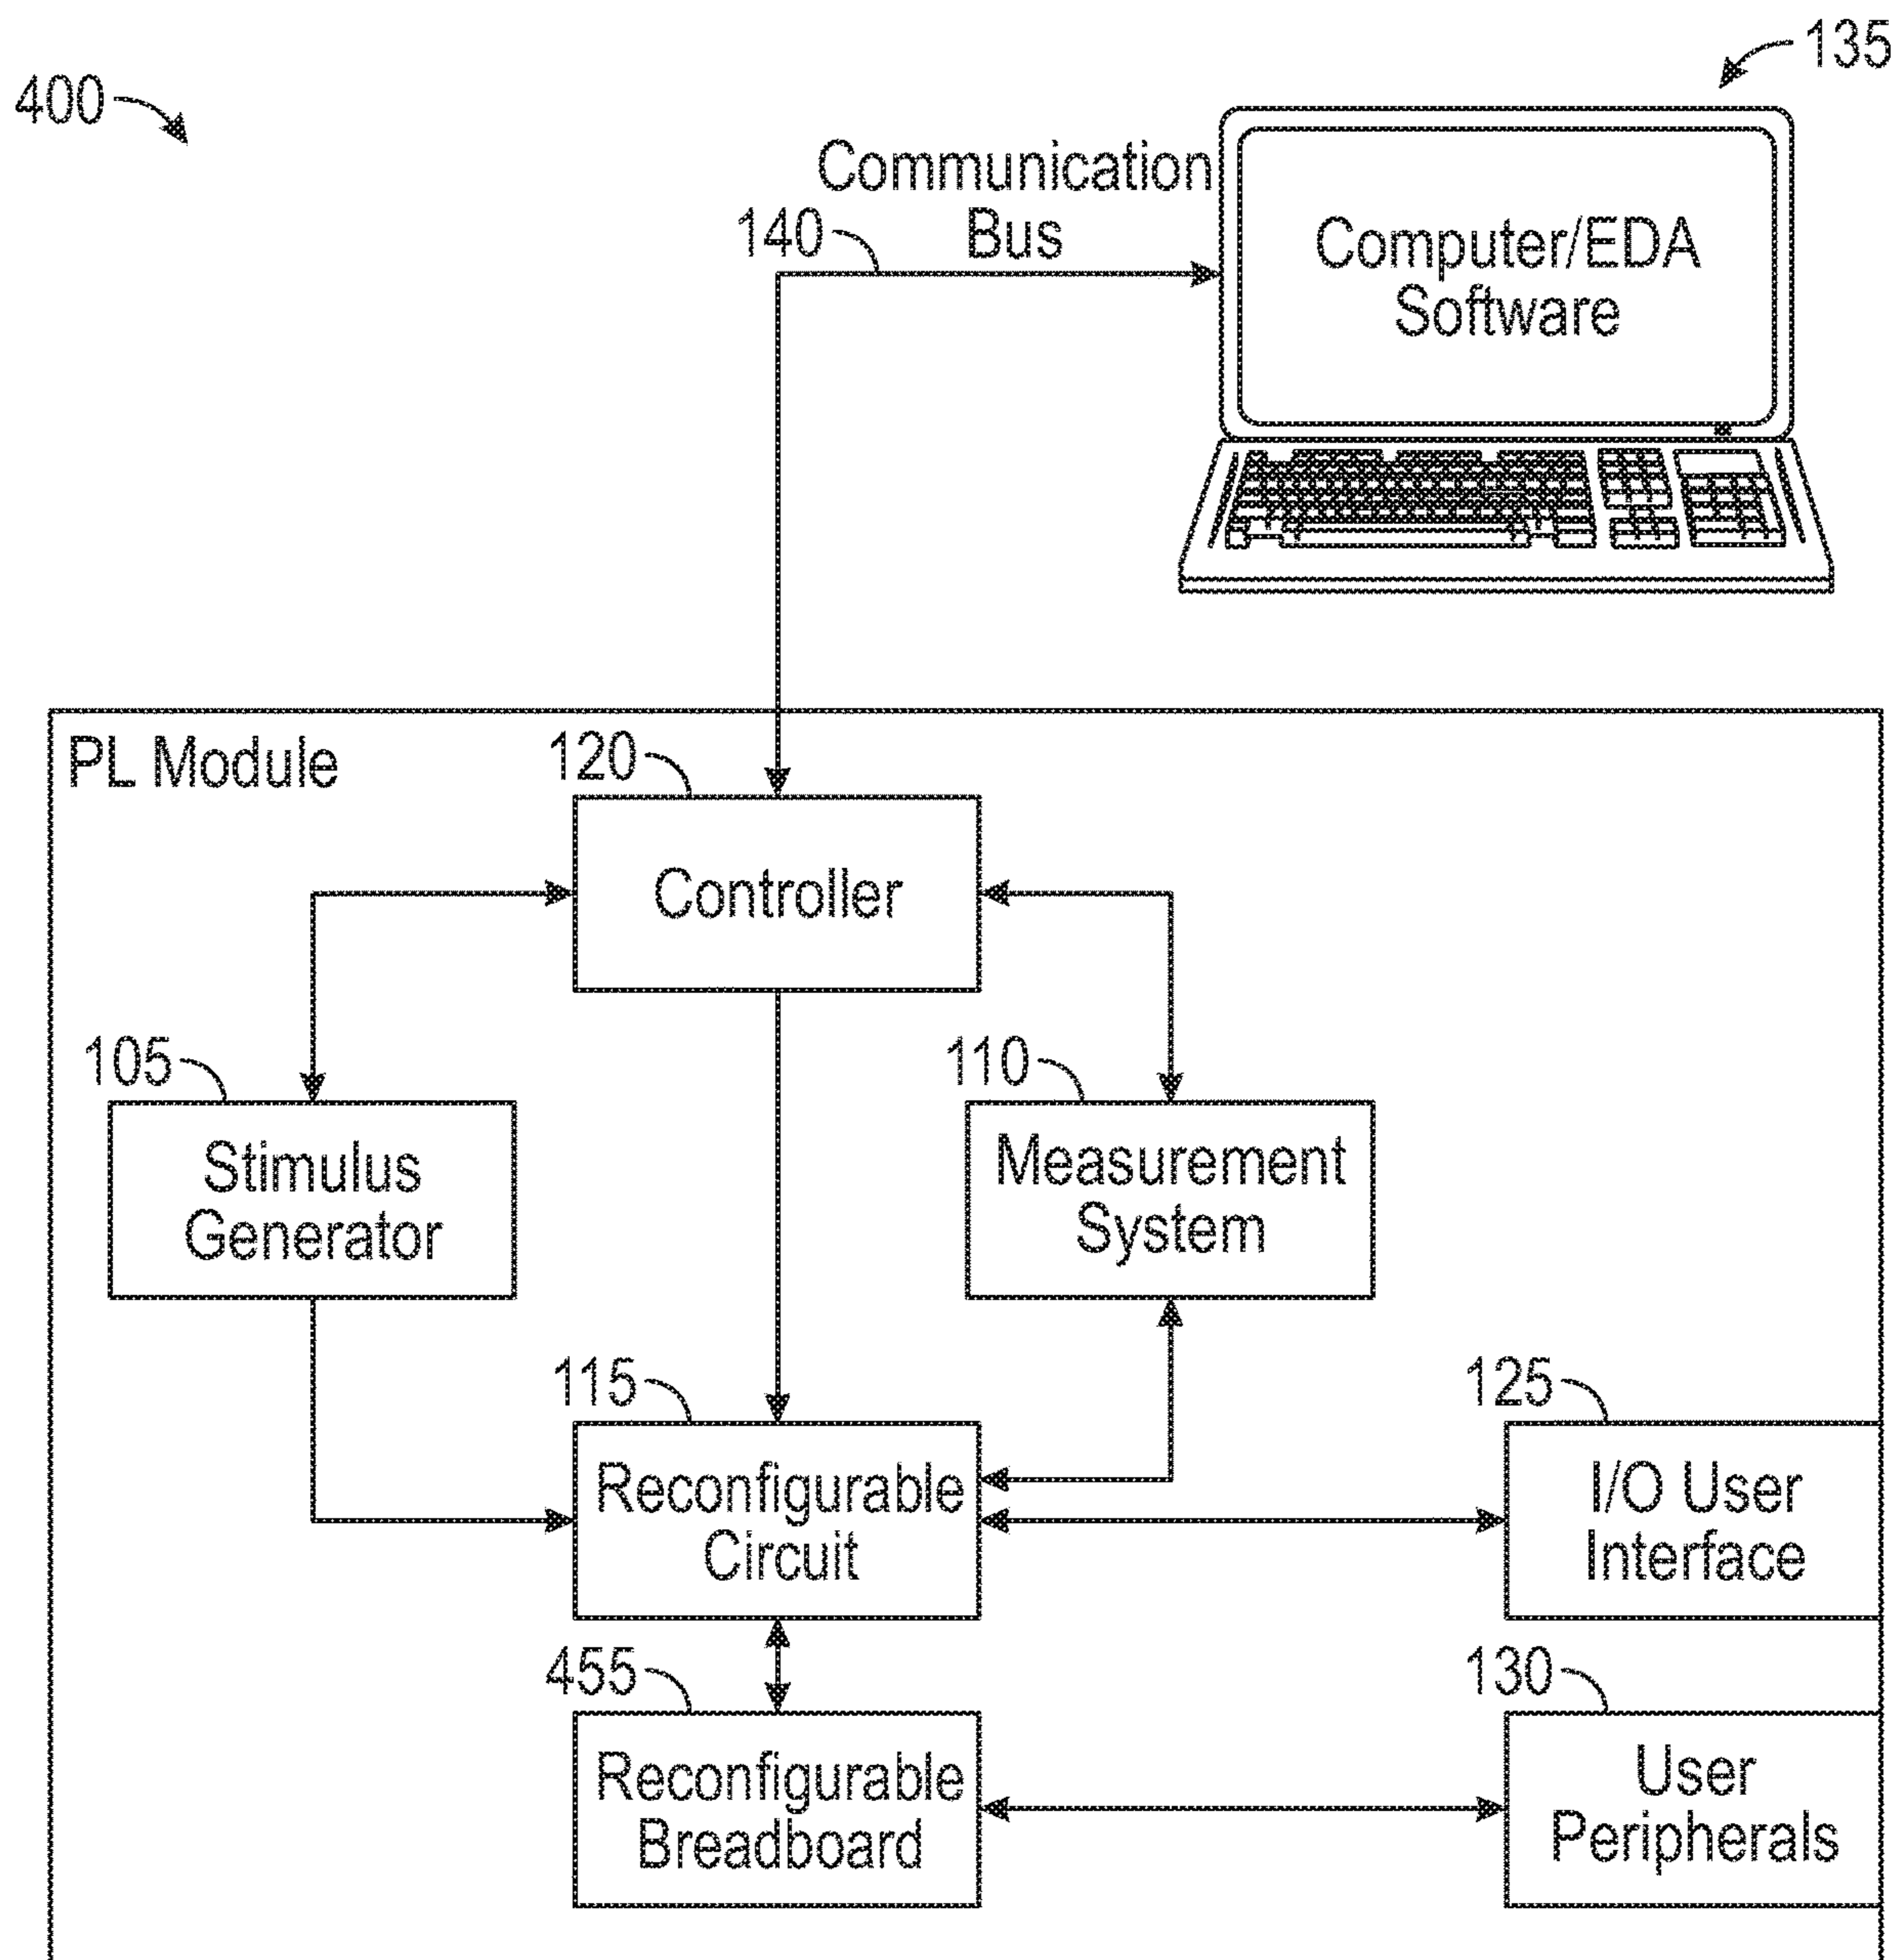 400
135
Communication
Bus
140
Computer/EDA
Software
PL Module
120
Controller
105
Stimulus
Generator
110
Measurement
System
115
Reconfigurable
Circuit
125
I/O User
Interface
455
Reconfigurable
Breadboard
130
User
Peripherals